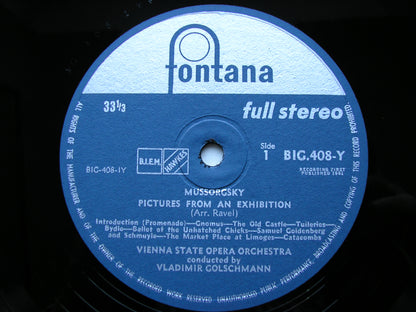 fontana
33 1/3
full stereo
B.I.E.M.
HAWKES
Side
1
BIG.408-Y
BIG-408-1Y
RECORDING FIRST
PUBLISHED
MUSSORGSKY
PICTURES FROM AN EXHIBITION
(Arr. Ravel)
Introduction (Promenade)—Gnomus—The Old Castle—Tuileries—
Bydlo—Ballet of the Unhatched Chicks—Samuel Goldenberg
and Schmuyle—The Market Place at Limoges—Catacombs
VIENNA STATE OPERA ORCHESTRA
conducted by
VLADIMIR GOLSCHMANN
ALL RIGHTS OF THE MANUFACTURER AND OF THE OWNER OF THE RECORDED WORK RESERVED UNAUTHORISED PUBLIC PERFORMANCE BROADCASTING AND COPYING OF THIS RECORD PROHIBITED